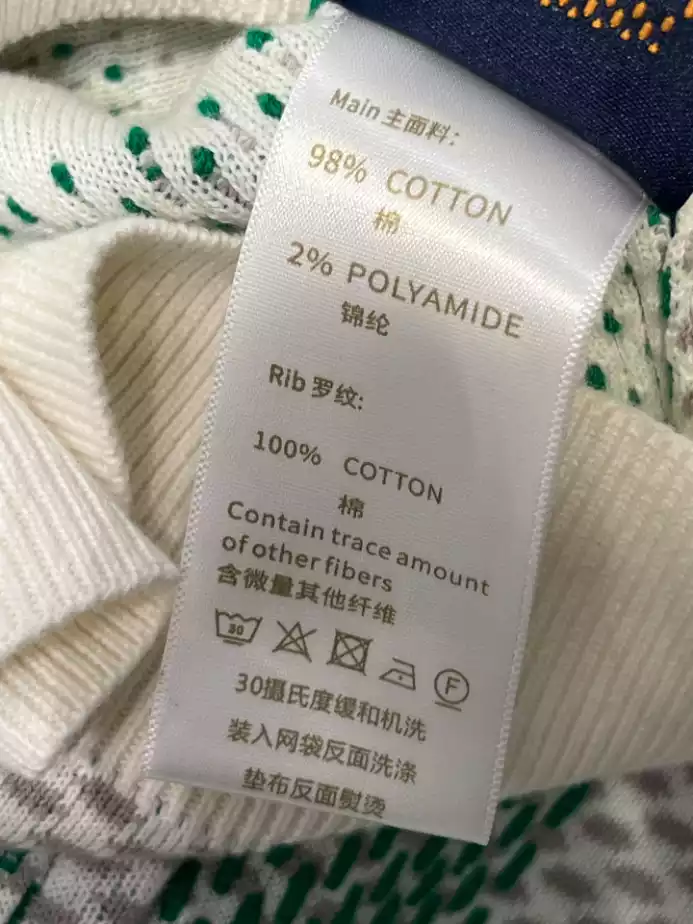 Main 主面料:
98% COTTON
棉
2% POLYAMIDE
锦纶
Rib 罗纹:
100% COTTON
棉
Contain trace amount
of other fibers
含微量其他纤维
30 F
30摄氏度缓和机洗
装入网袋反面洗涤
垫布反面熨烫